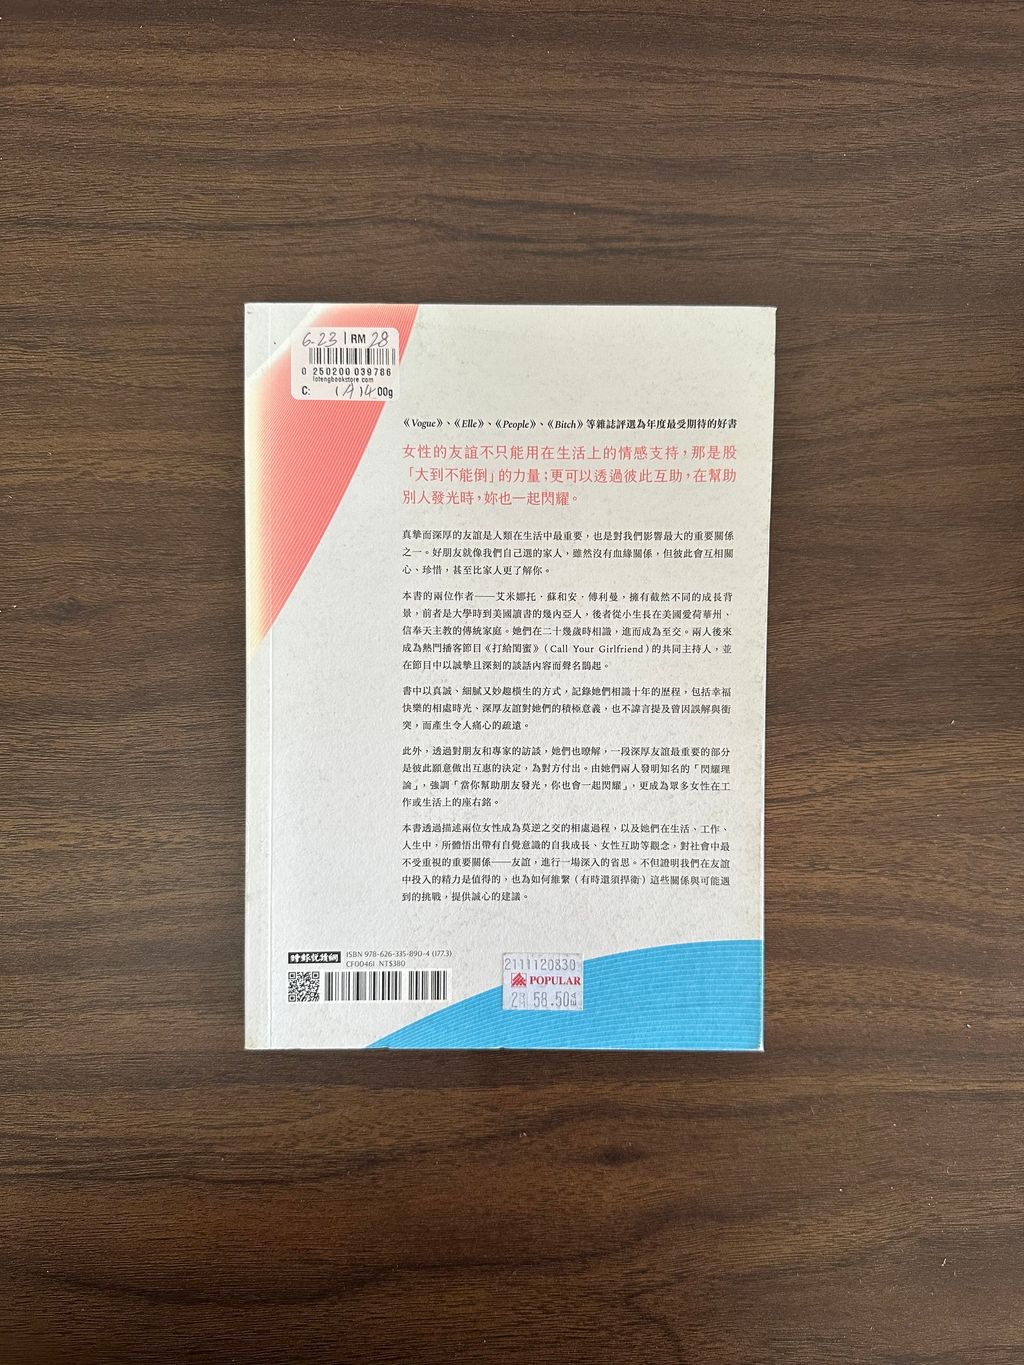 6.23 RM 28
0 250200 039786
lotengbookstore.com
C: 00g
《Vogue》、《Elle》、《People》、《Bitch》等雜誌評選為年度最受期待的好書
女性的友誼不只能用在生活上的情感支持，那是股
「大到不能倒」的力量；更可以透過彼此互助，在幫助
別人發光時，妳也一起閃耀。
真摯而深厚的友誼是人類在生活中最重要，也是對我們影響最大的重要關係
之一。好朋友就像我們自己選的家人，雖然沒有血緣關係，但彼此會互相關
心、珍惜，甚至比家人更了解你。
本書的兩位作者——艾米娜托．蘇和安．傅利曼，擁有截然不同的成長背
景，前者是大學時到美國讀書的幾內亞人，後者從小生長在美國愛荷華州、
信奉天主教的傳統家庭。她們在二十幾歲時相識，進而成為至交。兩人後來
成為熱門播客節目《打給閨蜜》（Call Your Girlfriend）的共同主持人，並
在節目中以誠摯且深刻的談話內容而聲名鵲起。
書中以真誠、細膩又妙趣橫生的方式，記錄她們相識十年的歷程，包括幸福
快樂的相處時光、深厚友誼對她們的積極意義，也不諱言提及曾因誤解與衝
突，而產生令人痛心的疏遠。
此外，透過對朋友和專家的訪談，她們也瞭解，一段深厚友誼最重要的部分
是彼此願意做出互惠的決定，為對方付出。由她們兩人發明知名的「閃耀理
論」，強調「當你幫助朋友發光，你也會一起閃耀」，更成為眾多女性在工
作或生活上的座右銘。
本書透過描述兩位女性成為莫逆之交的相處過程，以及她們在生活、工作、
人生中，所體悟出帶有自覺意識的自我成長、女性互助等觀念，對社會中最
不受重視的重要關係——友誼，進行一場深入的省思。不但證明我們在友誼
中投入的精力是值得的，也為如何維繫（有時還須捍衛）這些關係與可能遇
到的挑戰，提供誠心的建議。
時報悅讀網
ISBN 978-626-335-890-4 (177.3)
CF00461 NT$380
2111120830
POPULAR
58.50